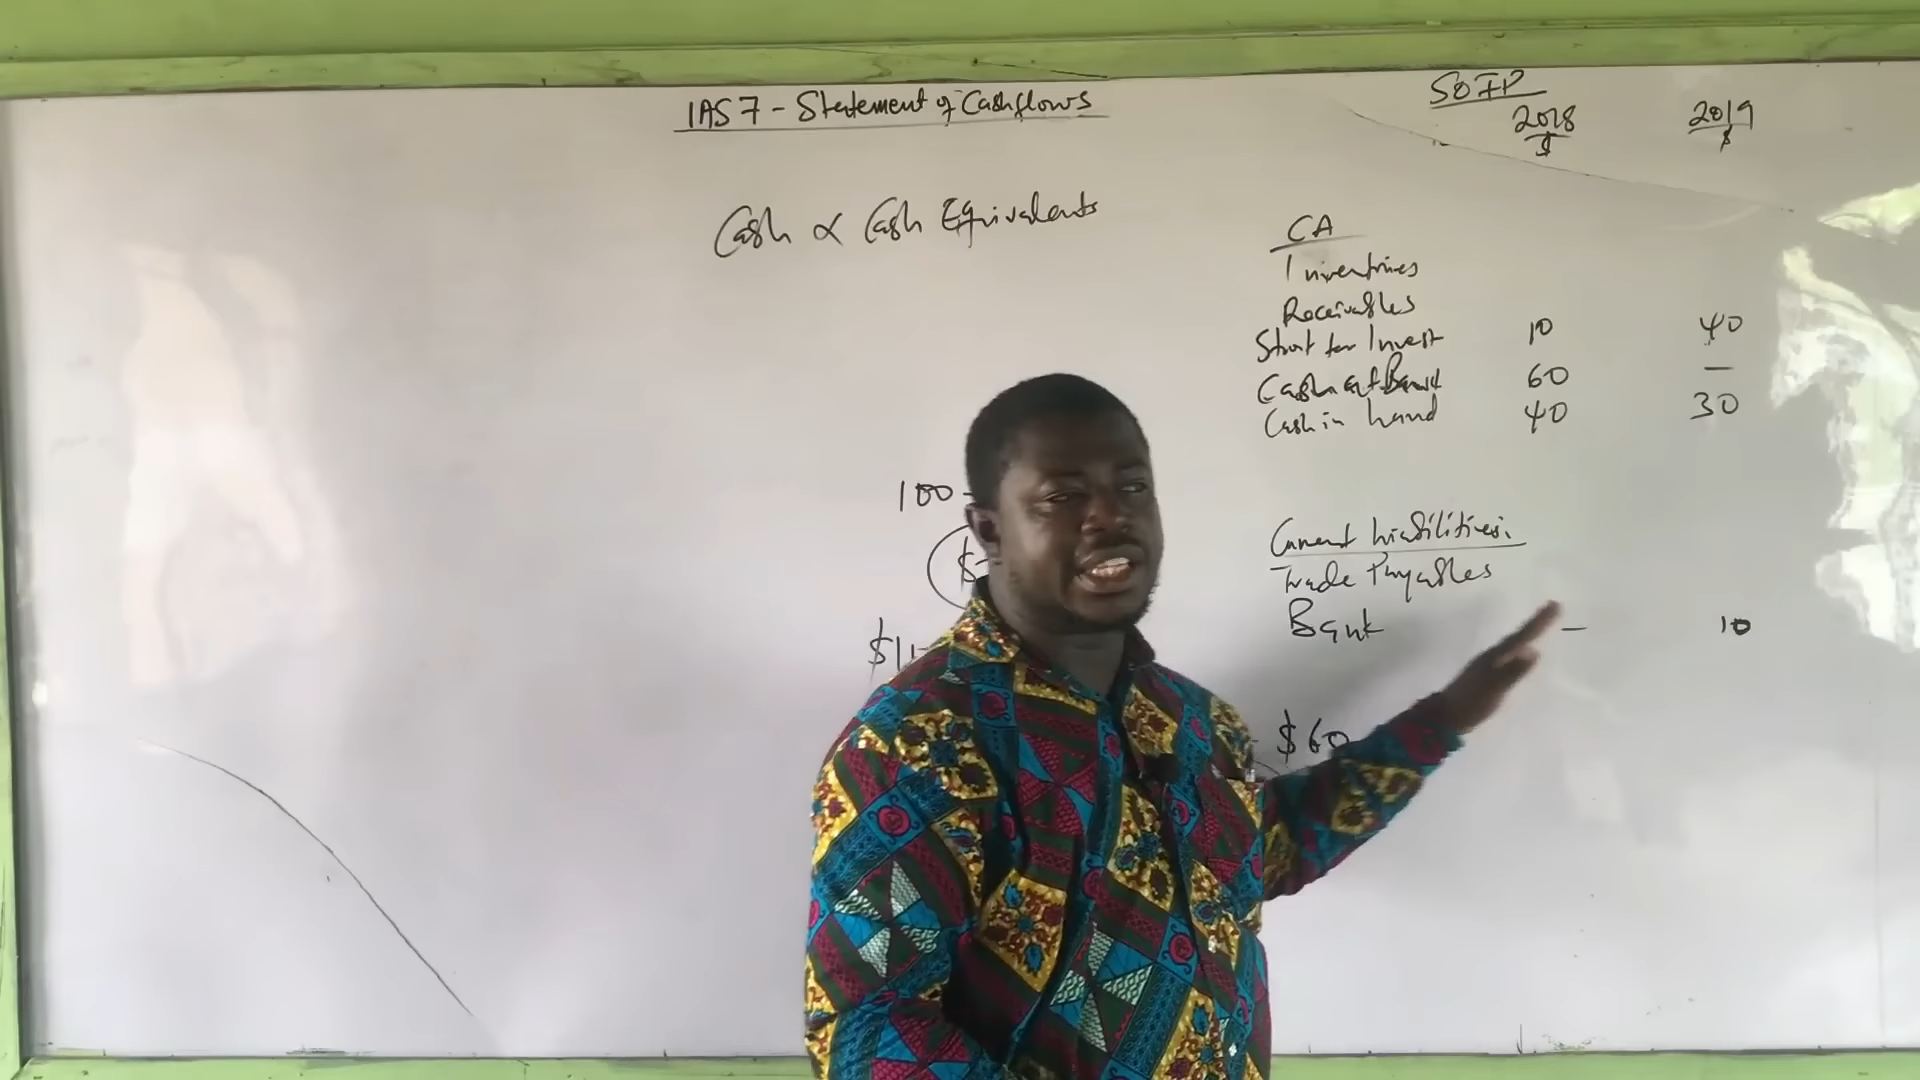 IAS 7 - Statement of Cashflows
Cash & Cash Equivalents
100
$
SOFP
2018 2019
$ $
CA
Inventories
Receivables
Short ter Invest 10 40
Cash at Bank 60 —
Cash in hand 40 30
Current Liabilities:
Trade Payables
Bank — 10
$60